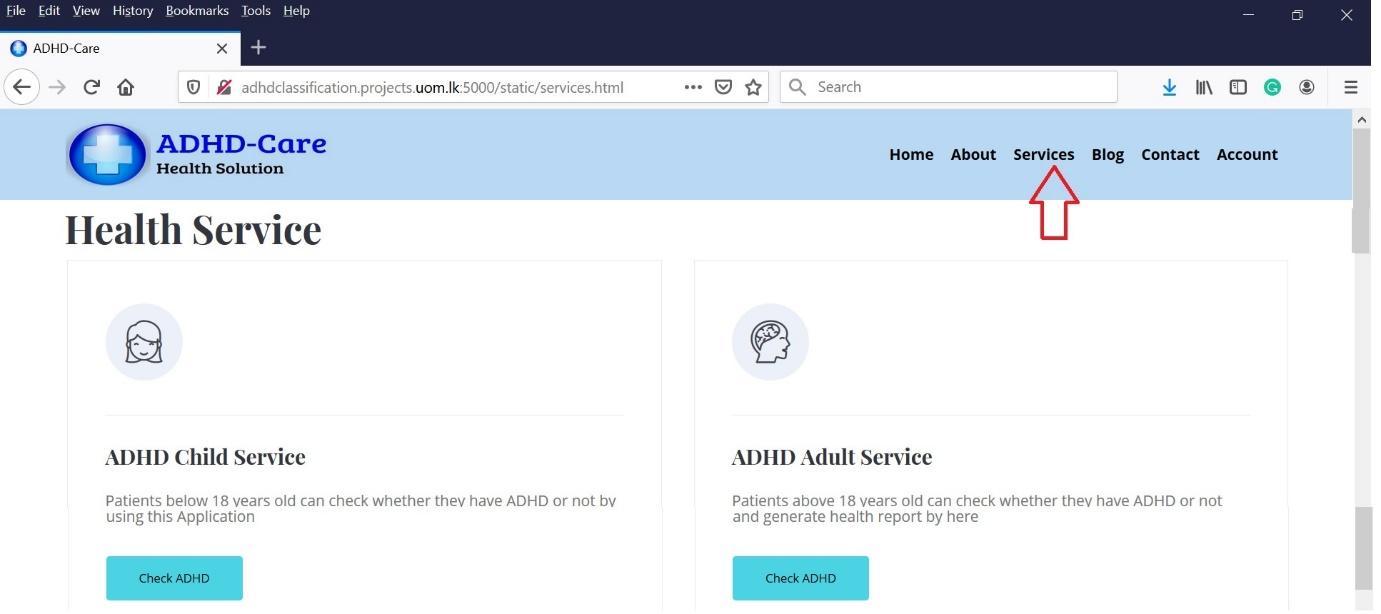 File Edit View History Bookmarks Tools Help
ADHD-Care
adhdclassification.projects.uom.lk:5000/static/services.html
Search
ADHD-Care
Health Solution
Home About Services Blog Contact Account
Health Service
ADHD Child Service
Patients below 18 years old can check whether they have ADHD or not by
using this Application
Check ADHD
ADHD Adult Service
Patients above 18 years old can check whether they have ADHD or not
and generate health report by here
Check ADHD